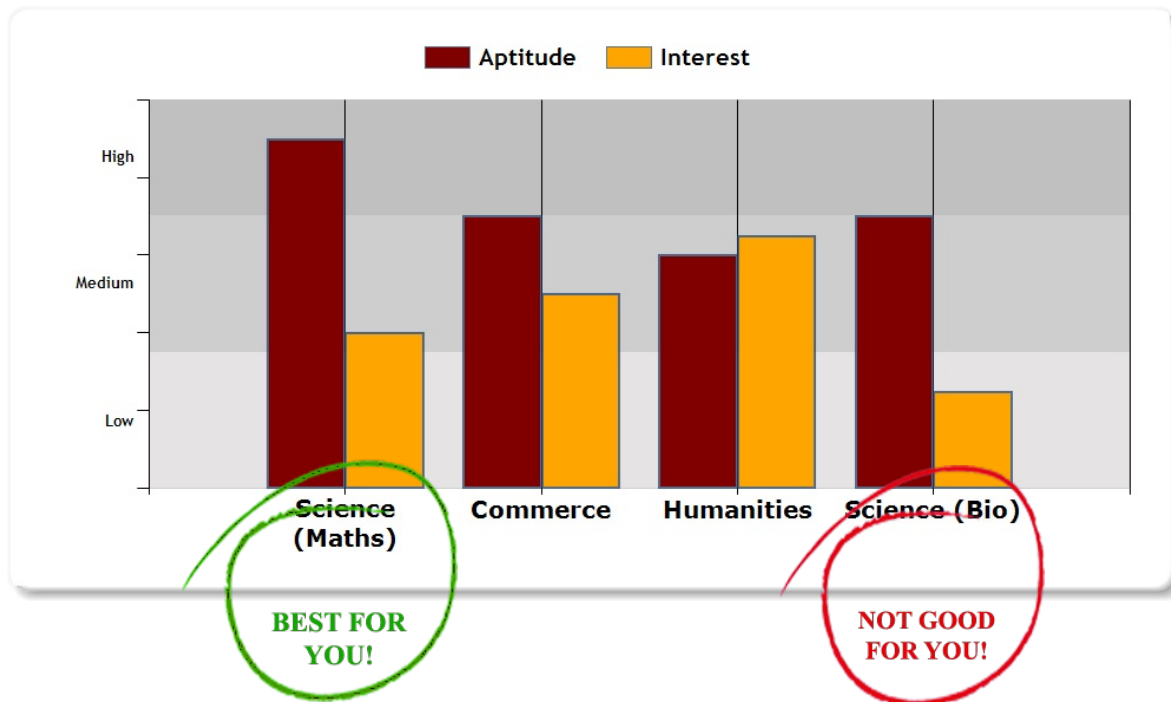 Aptitude Interest
High
Medium
Low
Science
(Maths)
Commerce
Humanities
Science (Bio)
BEST FOR
YOU!
NOT GOOD
FOR YOU!